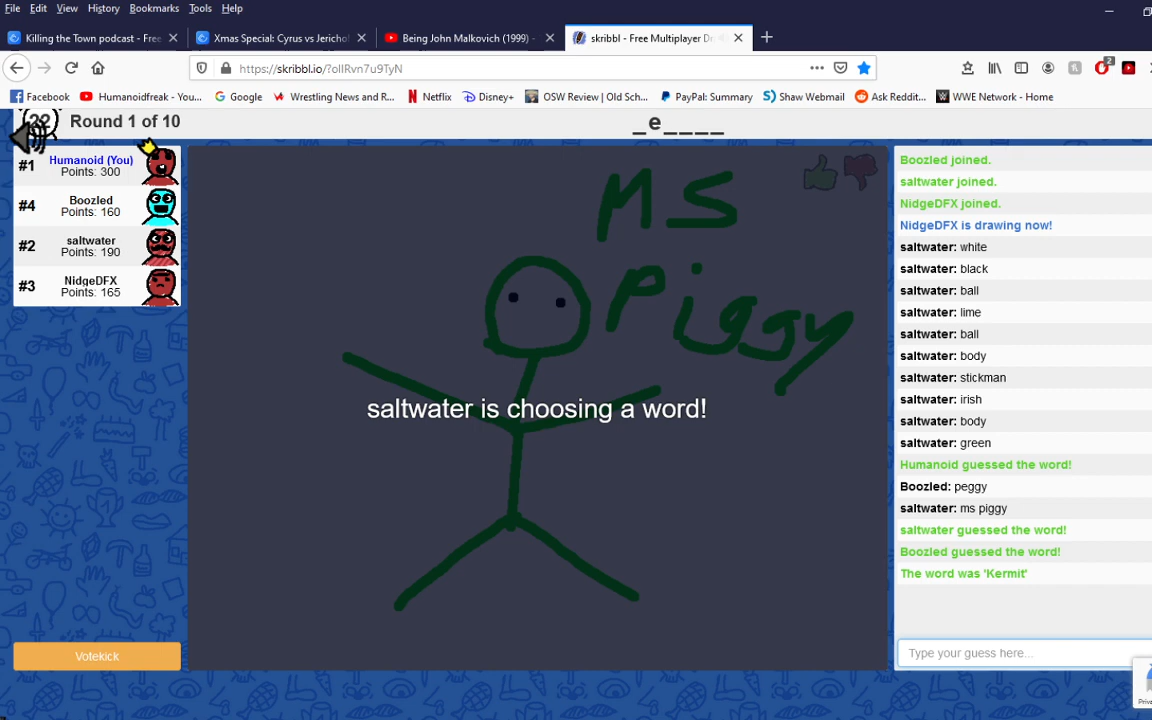 File Edit View History Bookmarks Tools Help
Killing the Town podcast - Free
Xmas Special: Cyrus vs Jerichol
Being John Malkovich (1999) -
skribbl - Free Multiplayer Dr
https://skribbl.io/?olIRvn7u9TyN
2
Facebook Humanoidfreak - You... Google Wrestling News and R... Netflix Disney+ OSW Review | Old Sch... PayPal: Summary Shaw Webmail Ask Reddit... WWE Network - Home
Round 1 of 10
_e____
#1 Humanoid (You)
Points: 300
#4 Boozled
Points: 160
#2 saltwater
Points: 190
#3 NidgeDFX
Points: 165
MS
Piggy
saltwater is choosing a word!
Votekick
Boozled joined.
saltwater joined.
NidgeDFX joined.
NidgeDFX is drawing now!
saltwater: white
saltwater: black
saltwater: ball
saltwater: lime
saltwater: ball
saltwater: body
saltwater: stickman
saltwater: irish
saltwater: body
saltwater: green
Humanoid guessed the word!
Boozled: peggy
saltwater: ms piggy
saltwater guessed the word!
Boozled guessed the word!
The word was 'Kermit'
Type your guess here...